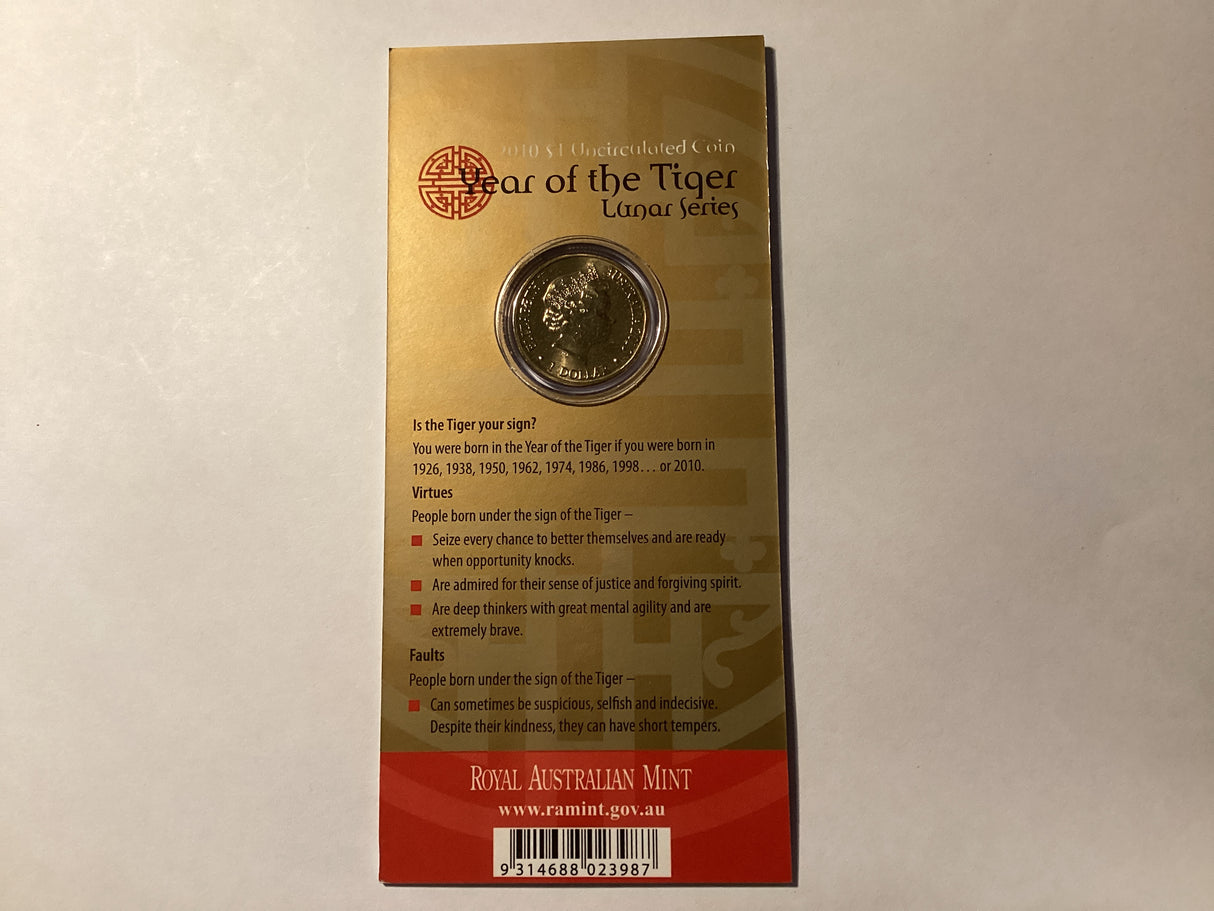 2010 $1 Uncirculated Coin
Year of the Tiger
Lunar Series
ELIZABETH II AUSTRALIA
1 DOLLAR
Is the Tiger your sign?
You were born in the Year of the Tiger if you were born in
1926, 1938, 1950, 1962, 1974, 1986, 1998... or 2010.
Virtues
People born under the sign of the Tiger –
Seize every chance to better themselves and are ready
when opportunity knocks.
Are admired for their sense of justice and forgiving spirit.
Are deep thinkers with great mental agility and are
extremely brave.
Faults
People born under the sign of the Tiger –
Can sometimes be suspicious, selfish and indecisive.
Despite their kindness, they can have short tempers.
ROYAL AUSTRALIAN MINT
www.ramint.gov.au
9 314688 023987